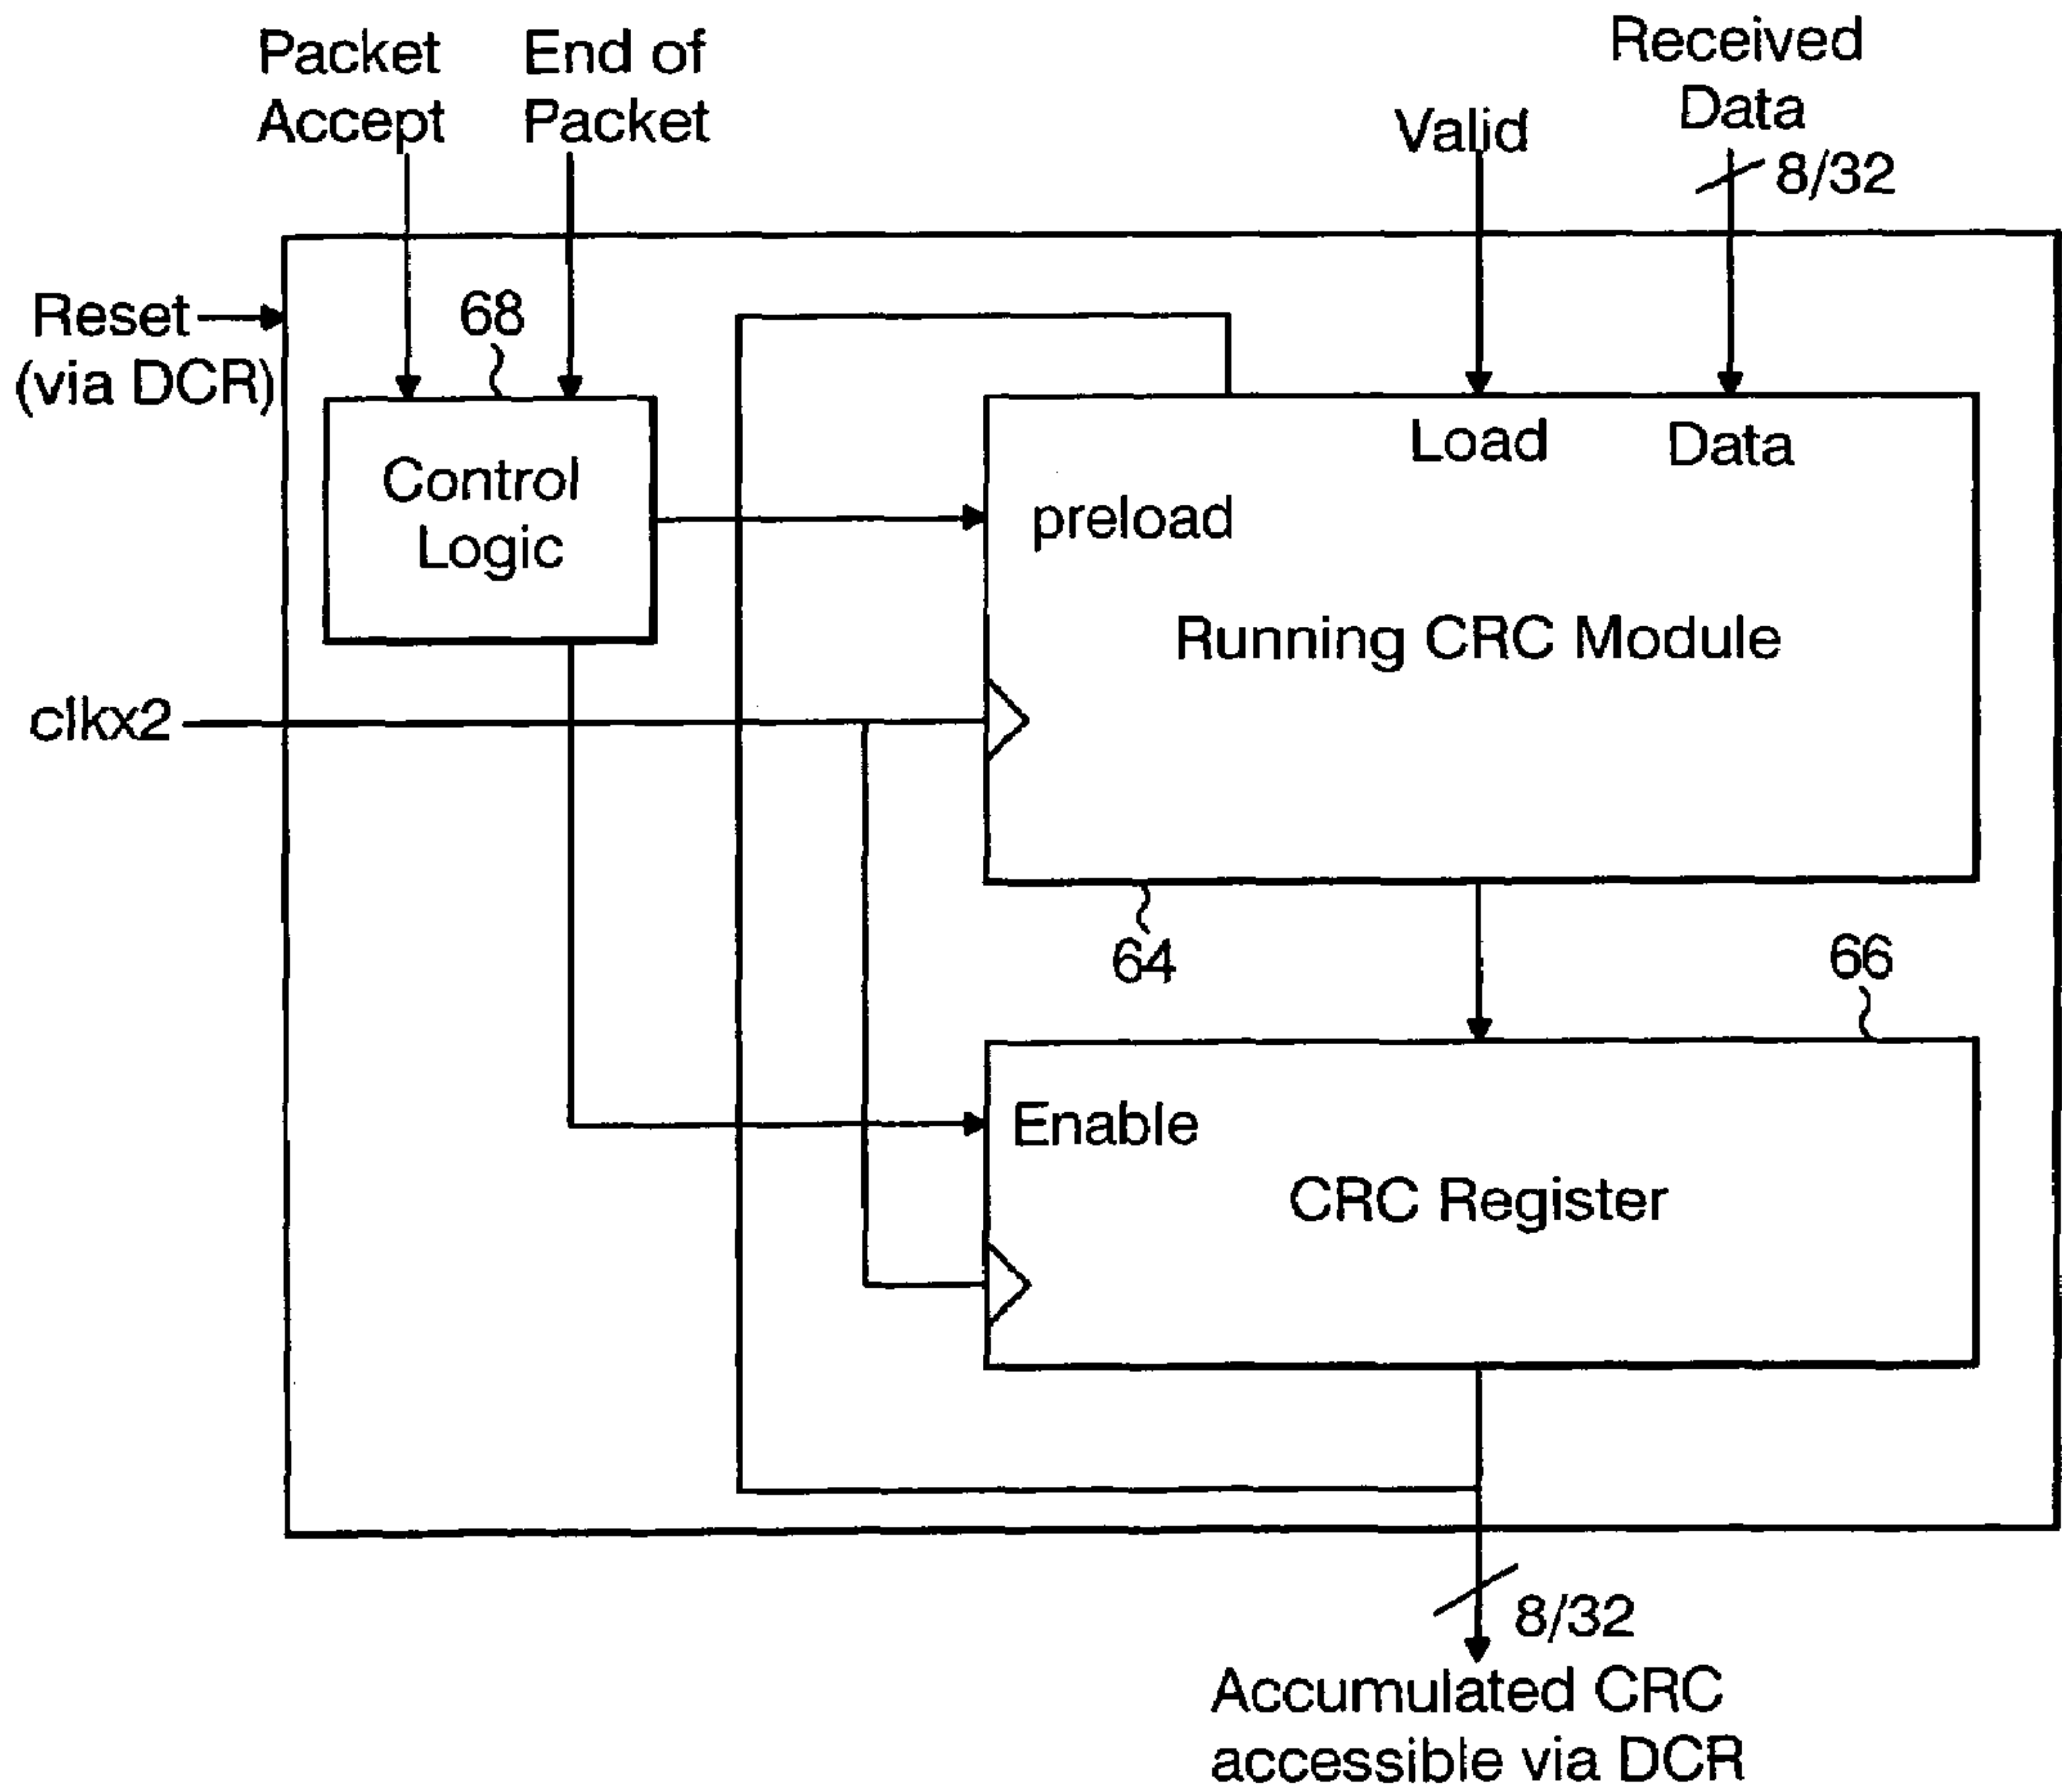 Packet
Accept
End of
Packet
Valid
Received
Data
8/32
Reset
(via DCR)
68
Control
Logic
Load
Data
preload
Running CRC Module
clkx2
64
66
Enable
CRC Register
8/32
Accumulated CRC
accessible via DCR